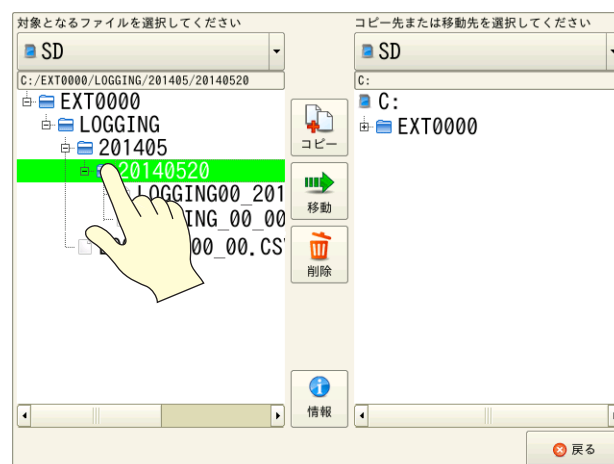 対象となるファイルを選択してください
コピー先または移動先を選択してください
SD
SD
C:/EXT0000/LOGGING/201405/20140520
C:
EXT0000
LOGGING
201405
20140520
LOGGING00_201
ING_00_00
00_00.CS
C:
EXT0000
コピー
移動
削除
情報
戻る